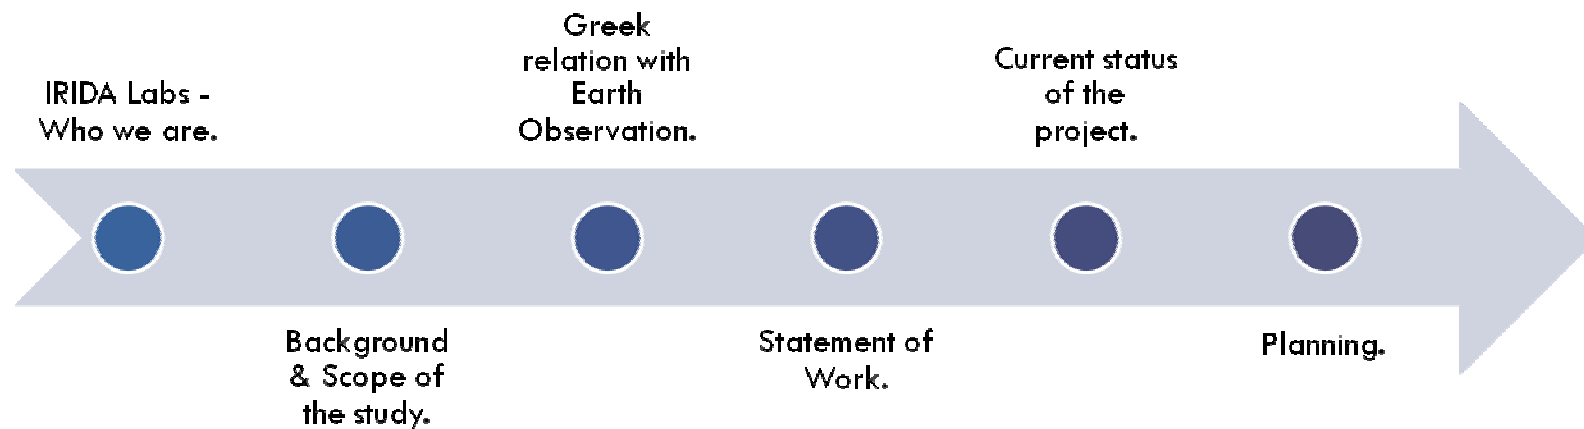 IRIDA Labs -
Who we are.
Background
& Scope of
the study.
Greek
relation with
Earth
Observation.
Statement of
Work.
Current status
of the
project.
Planning.